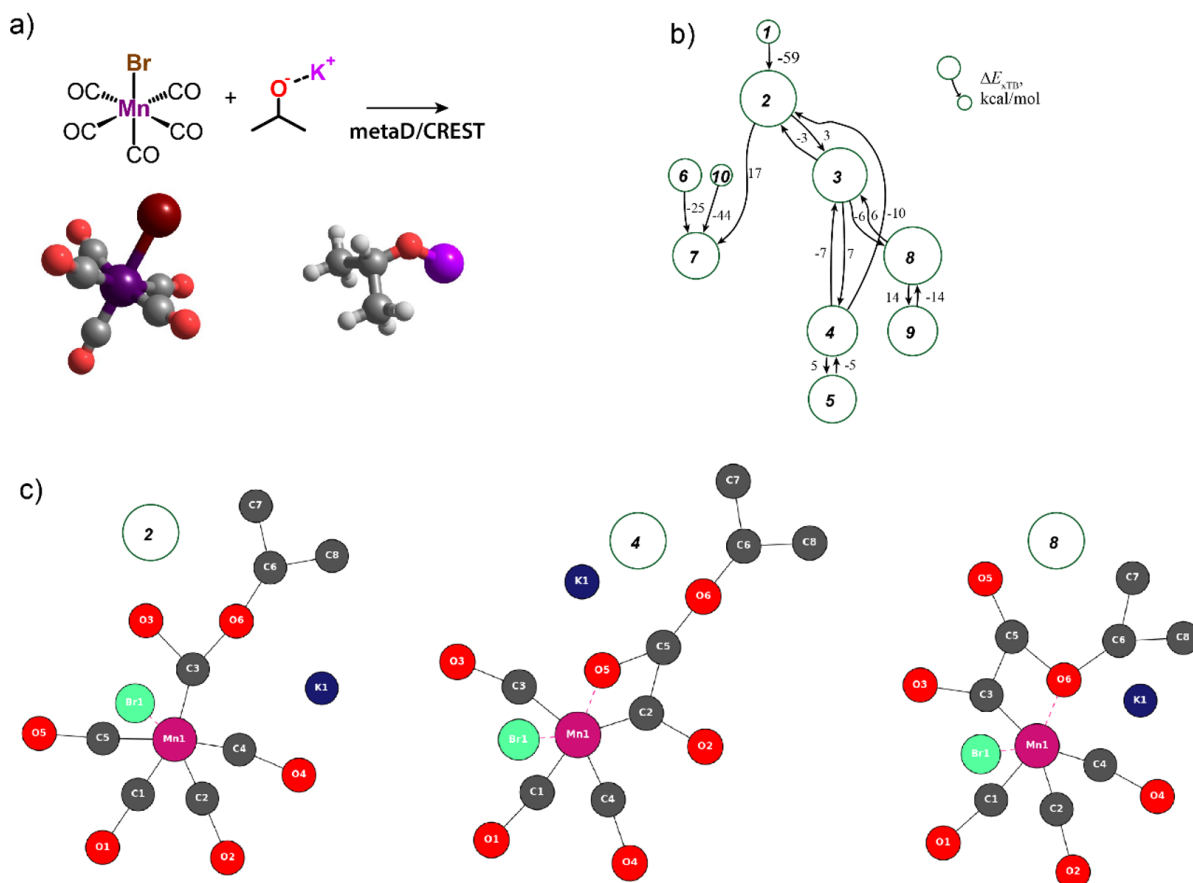 a)
Br
OC
CO
Mn
OC
CO
CO
+
O-
K+
metaD/CREST
b)
1
-59
2
-3
3
17
3
6
10
-25
-44
7
-6
6
-10
-7
7
8
14
-14
4
9
5
-5
5
ΔE_xTB,
kcal/mol
c)
2
C7
C8
C6
O3
O6
C3
K1
Br1
Mn1
O5
C5
C4
O4
C1
C2
O1
O2
4
C7
C6
C8
K1
O6
O3
O5
C5
C3
C2
Br1
Mn1
O2
C1
C4
O1
O4
8
O5
C7
C5
C6
C8
O3
C3
O6
K1
Br1
Mn1
C4
C1
C2
O4
O1
O2